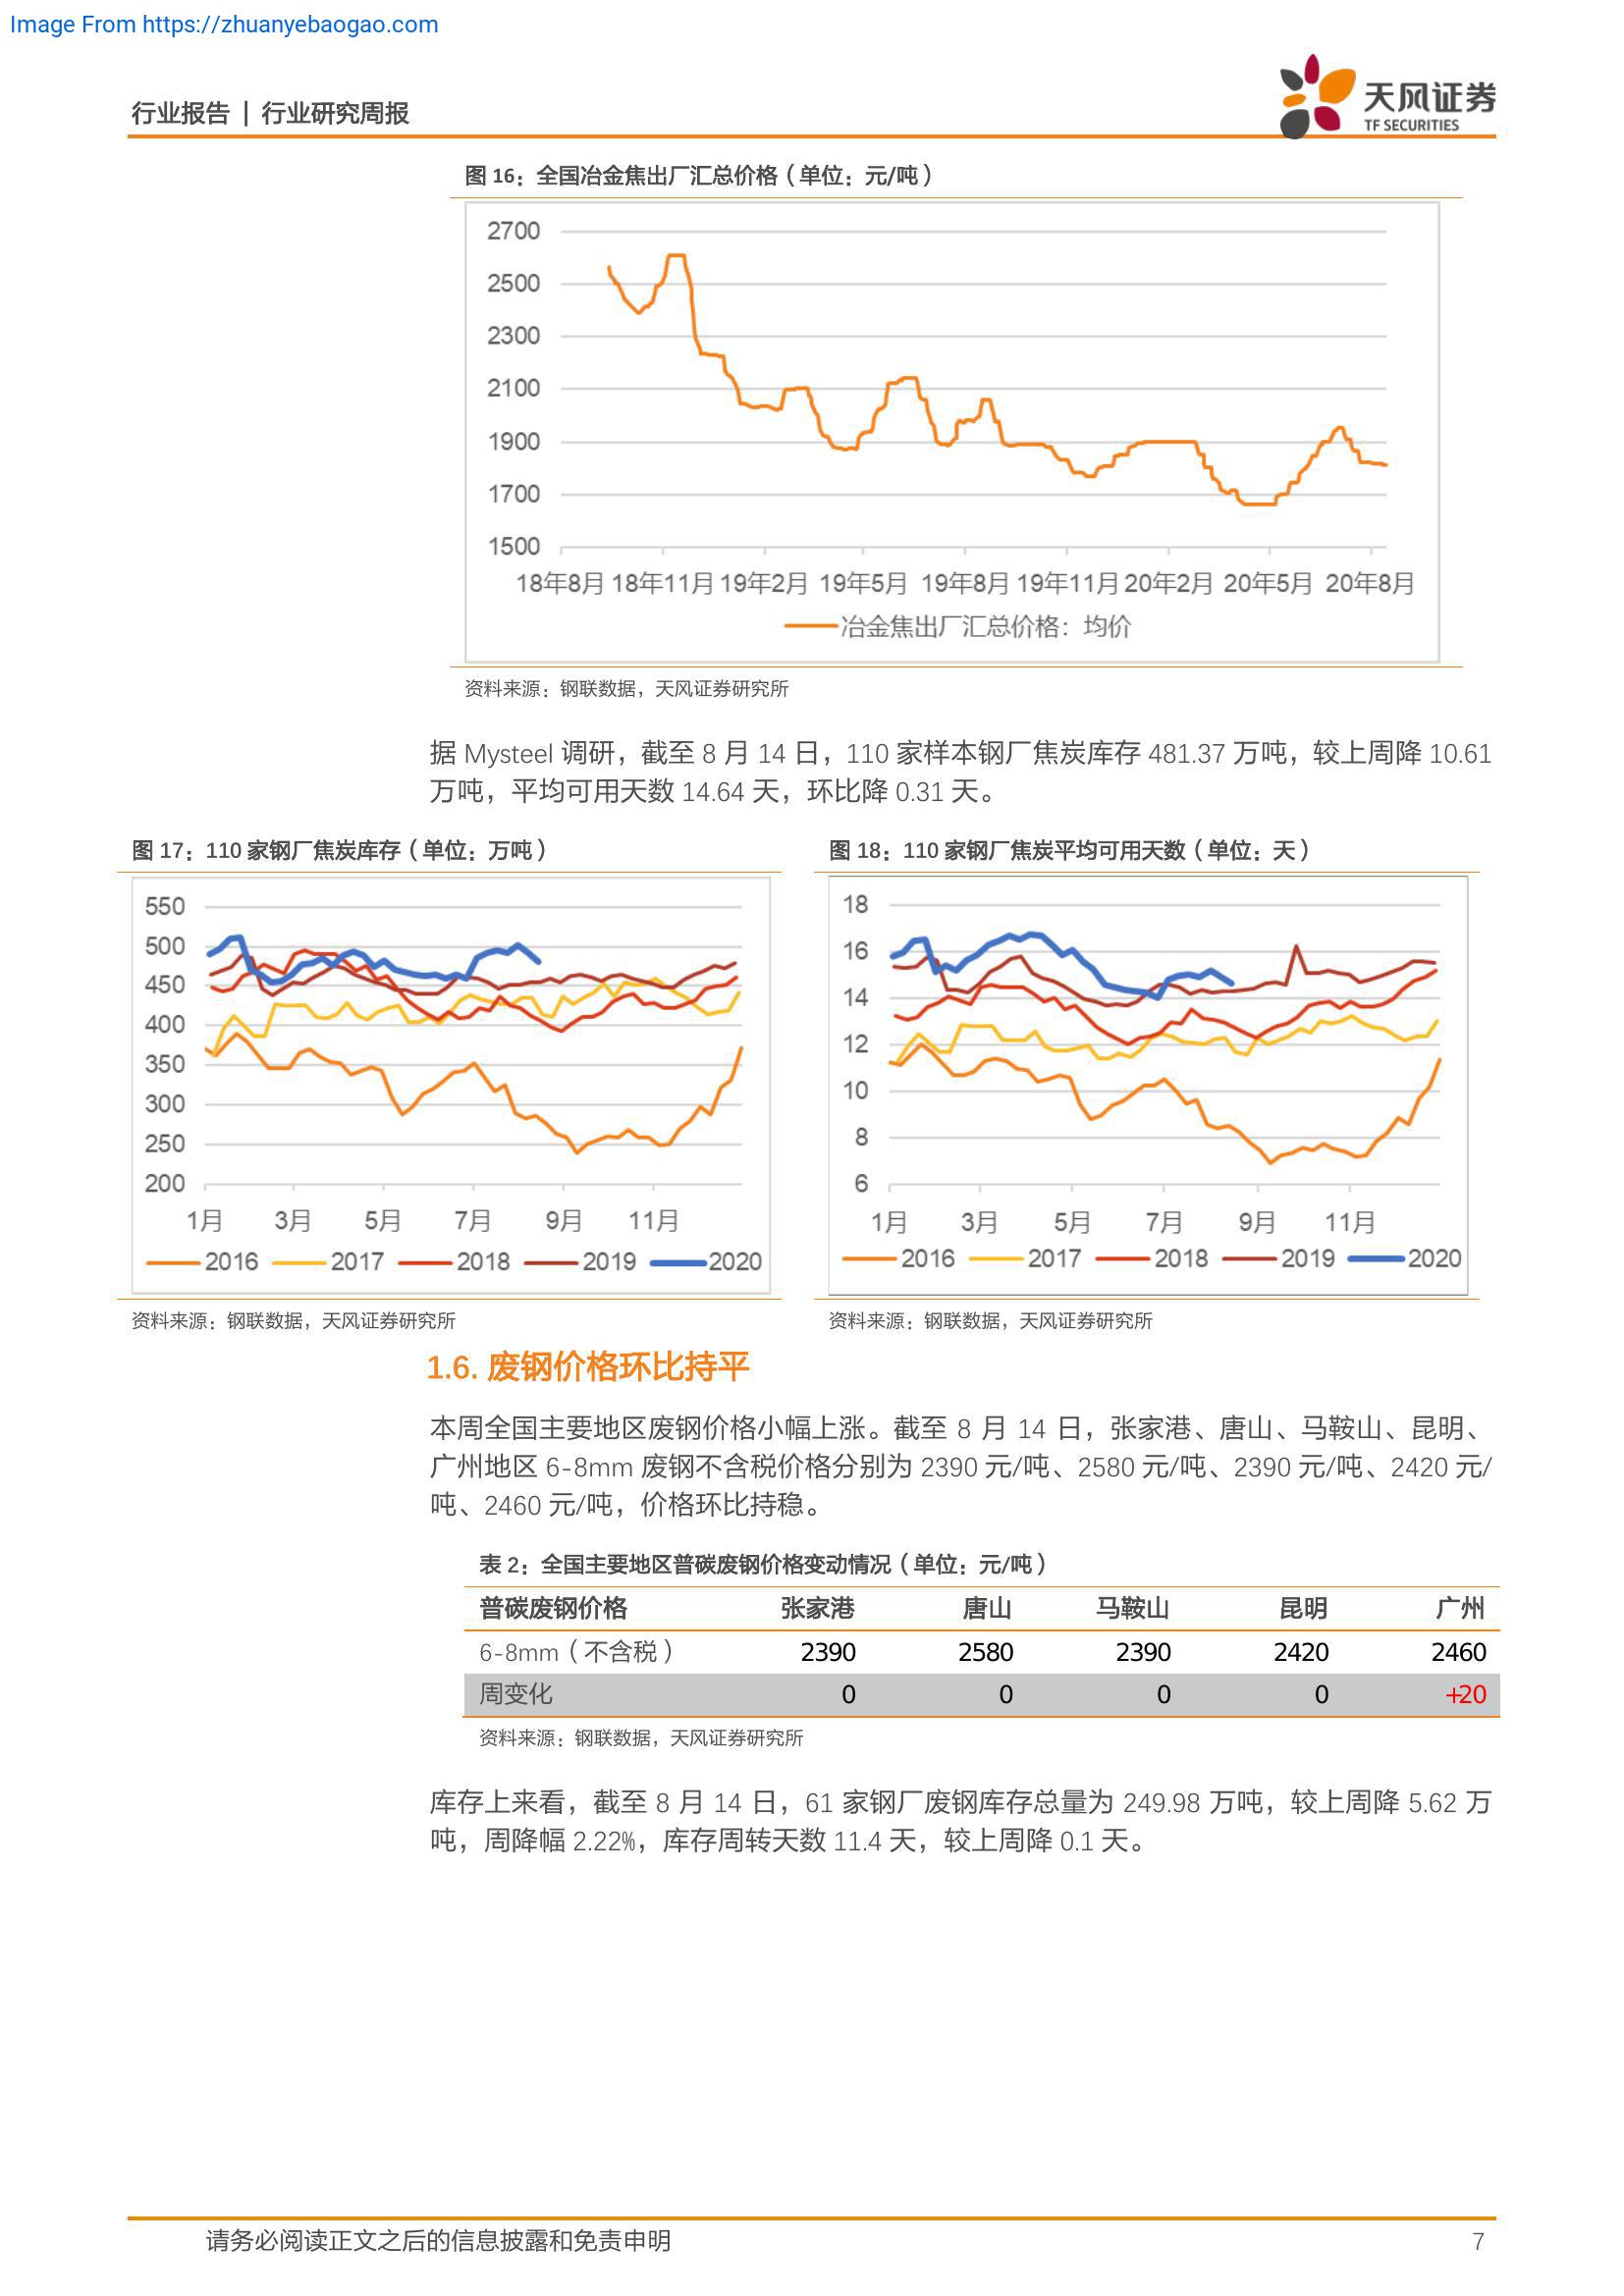 Image From https://zhuanyebaogao.com
行业报告 | 行业研究周报
天风证券
TF SECURITIES
图 16：全国冶金焦出厂汇总价格（单位：元/吨）
2700
2500
2300
2100
1900
1700
1500
18年8月 18年11月 19年2月 19年5月 19年8月 19年11月 20年2月 20年5月 20年8月
冶金焦出厂汇总价格：均价
资料来源：钢联数据，天风证券研究所
据 Mysteel 调研，截至 8 月 14 日，110 家样本钢厂焦炭库存 481.37 万吨，较上周降 10.61
万吨，平均可用天数 14.64 天，环比降 0.31 天。
图 17：110 家钢厂焦炭库存（单位：万吨）
550
500
450
400
350
300
250
200
1月 3月 5月 7月 9月 11月
2016 2017 2018 2019 2020
资料来源：钢联数据，天风证券研究所
图 18：110 家钢厂焦炭平均可用天数（单位：天）
18
16
14
12
10
8
6
1月 3月 5月 7月 9月 11月
2016 2017 2018 2019 2020
资料来源：钢联数据，天风证券研究所
1.6. 废钢价格环比持平
本周全国主要地区废钢价格小幅上涨。截至 8 月 14 日，张家港、唐山、马鞍山、昆明、
广州地区 6-8mm 废钢不含税价格分别为 2390 元/吨、2580 元/吨、2390 元/吨、2420 元/
吨、2460 元/吨，价格环比持稳。
表 2：全国主要地区普碳废钢价格变动情况（单位：元/吨）
普碳废钢价格 张家港 唐山 马鞍山 昆明 广州
6-8mm（不含税） 2390 2580 2390 2420 2460
周变化 0 0 0 0 +20
资料来源：钢联数据，天风证券研究所
库存上来看，截至 8 月 14 日，61 家钢厂废钢库存总量为 249.98 万吨，较上周降 5.62 万
吨，周降幅 2.22%，库存周转天数 11.4 天，较上周降 0.1 天。
请务必阅读正文之后的信息披露和免责申明 7